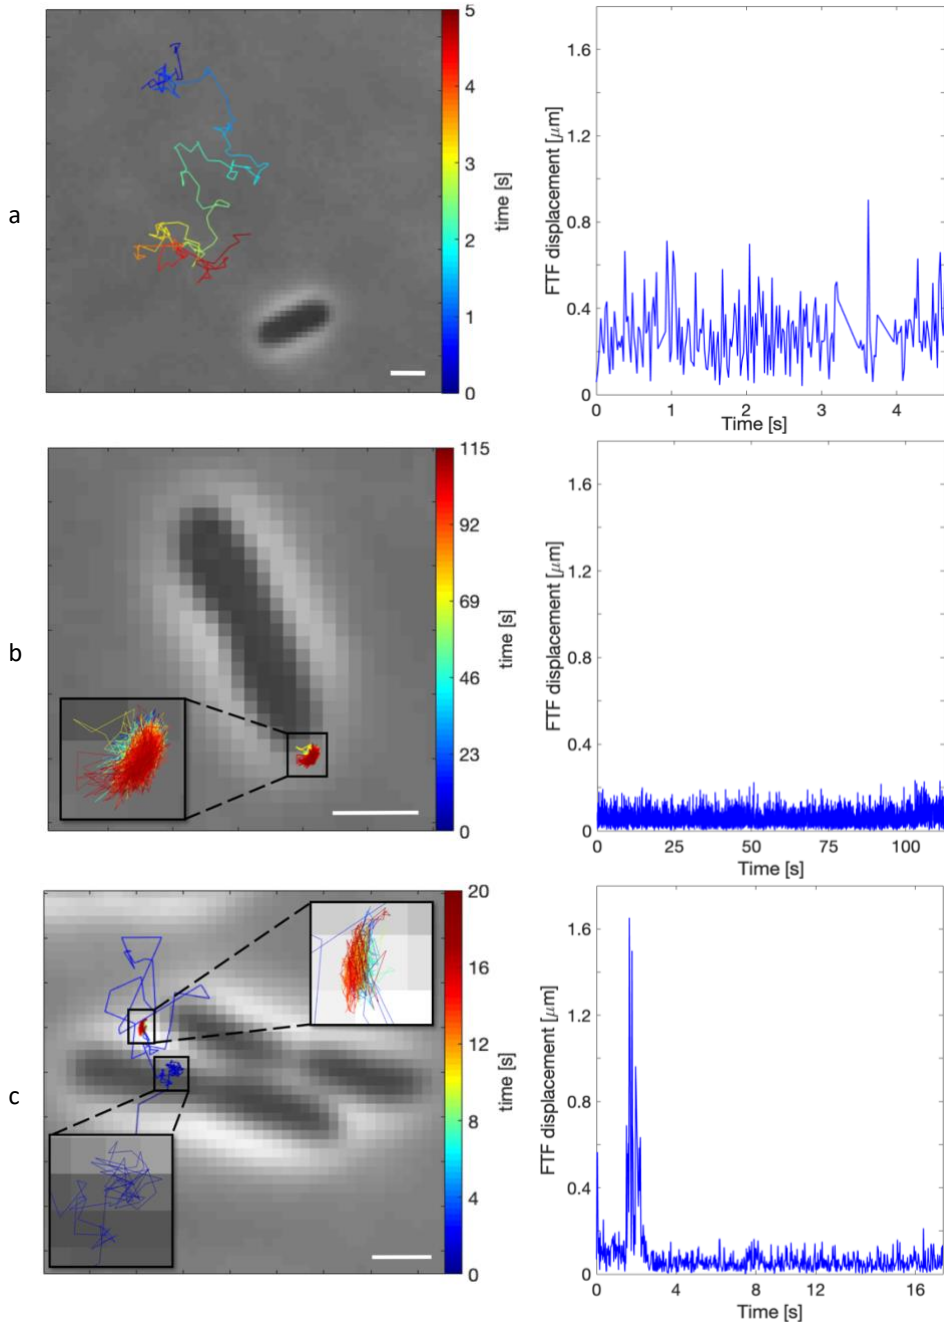 a
5
4
3
2
1
0
time [s]
1.6
1.2
0.8
0.4
0
FTF displacement [μm]
0 1 2 3 4
Time [s]
b
115
92
69
46
23
0
time [s]
1.6
1.2
0.8
0.4
0
FTF displacement [μm]
0 25 50 75 100
Time [s]
c
20
16
12
8
4
0
time [s]
1.6
1.2
0.8
0.4
0
FTF displacement [μm]
0 4 8 12 16
Time [s]